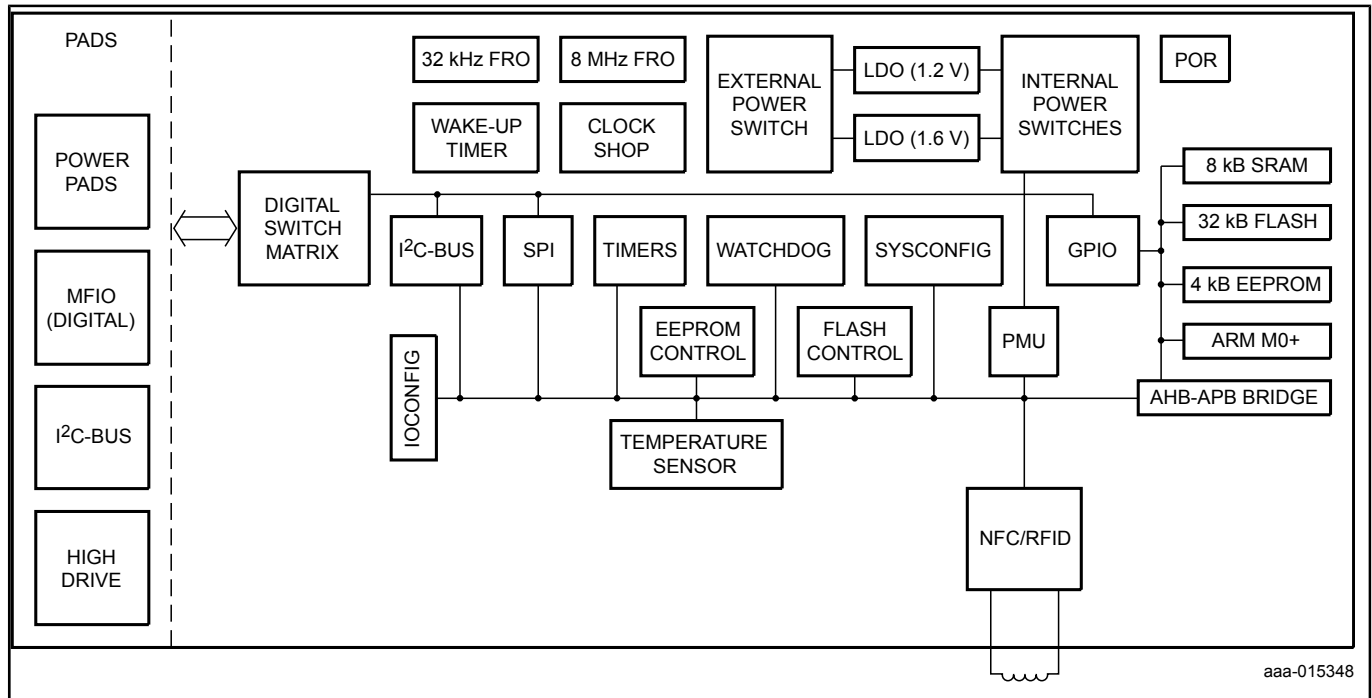 PADS
POWER
PADS
MFIO
(DIGITAL)
I²C-BUS
HIGH
DRIVE
32 kHz FRO
8 MHz FRO
WAKE-UP
TIMER
CLOCK
SHOP
EXTERNAL
POWER
SWITCH
LDO (1.2 V)
LDO (1.6 V)
INTERNAL
POWER
SWITCHES
POR
DIGITAL
SWITCH
MATRIX
I²C-BUS
SPI
TIMERS
WATCHDOG
SYSCONFIG
GPIO
8 kB SRAM
32 kB FLASH
4 kB EEPROM
ARM M0+
AHB-APB BRIDGE
IOCONFIG
EEPROM
CONTROL
FLASH
CONTROL
PMU
TEMPERATURE
SENSOR
NFC/RFID
aaa-015348